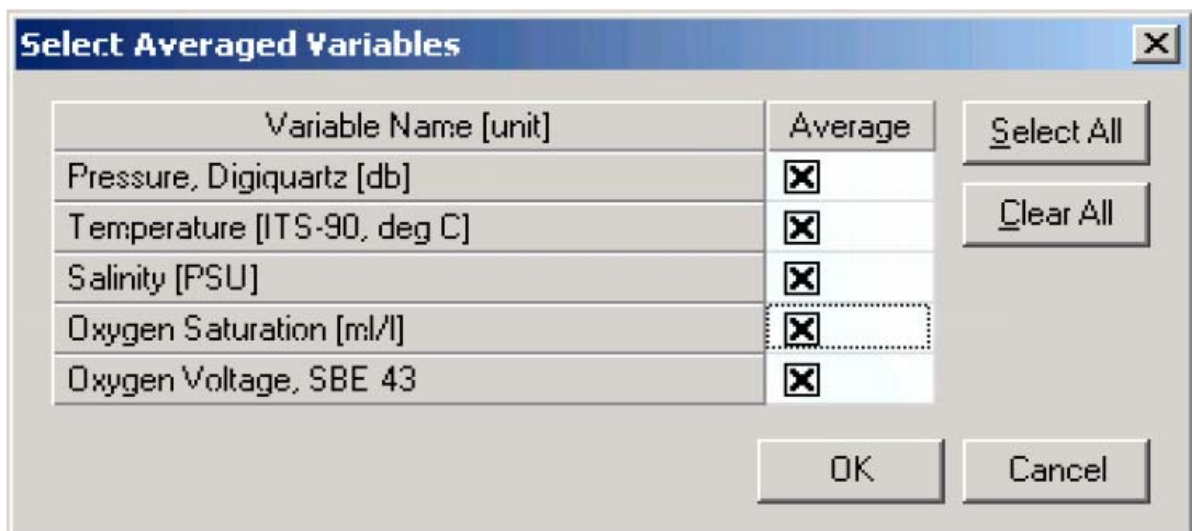 Select Averaged Variables
Variable Name [unit] Average
Select All
Pressure, Digiquartz [db]
Clear All
Temperature [ITS-90, deg C]
Salinity [PSU]
Oxygen Saturation [ml/l]
Oxygen Voltage, SBE 43
OK Cancel